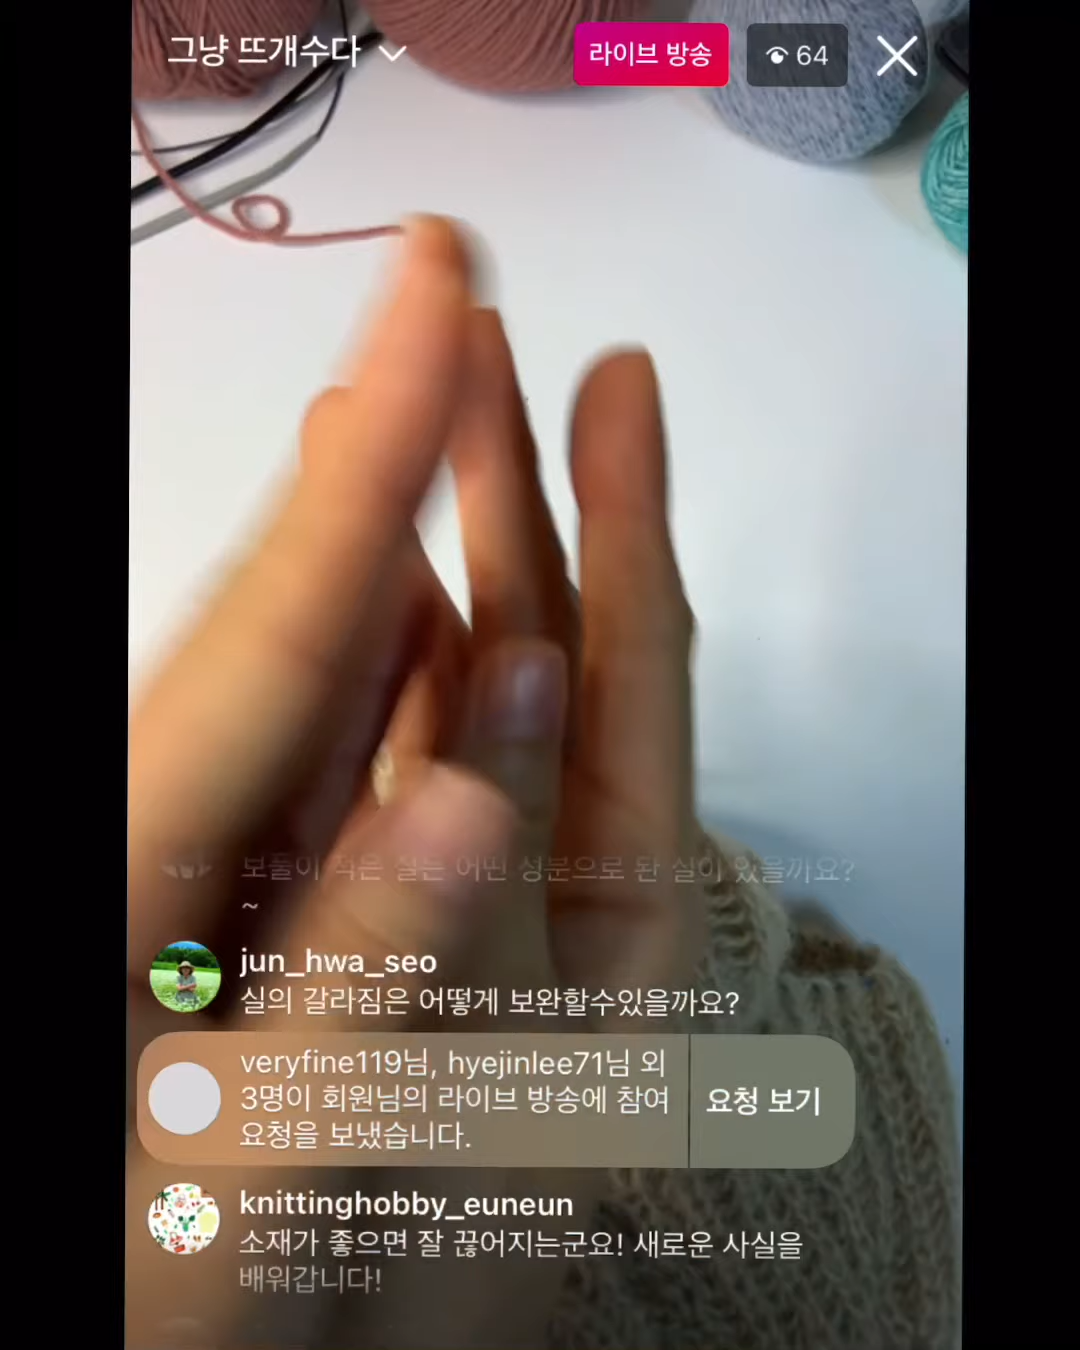 그냥 뜨개수다
라이브 방송
64
보풀이 적은 실은 어떤 성분으로 돤 실이 있을까요?
~
jun_hwa_seo
실의 갈라짐은 어떻게 보완할수있을까요?
veryfine119님, hyejinlee71님 외
3명이 회원님의 라이브 방송에 참여
요청을 보냈습니다.
요청 보기
knittinghobby_euneun
소재가 좋으면 잘 끊어지는군요! 새로운 사실을
배워갑니다!